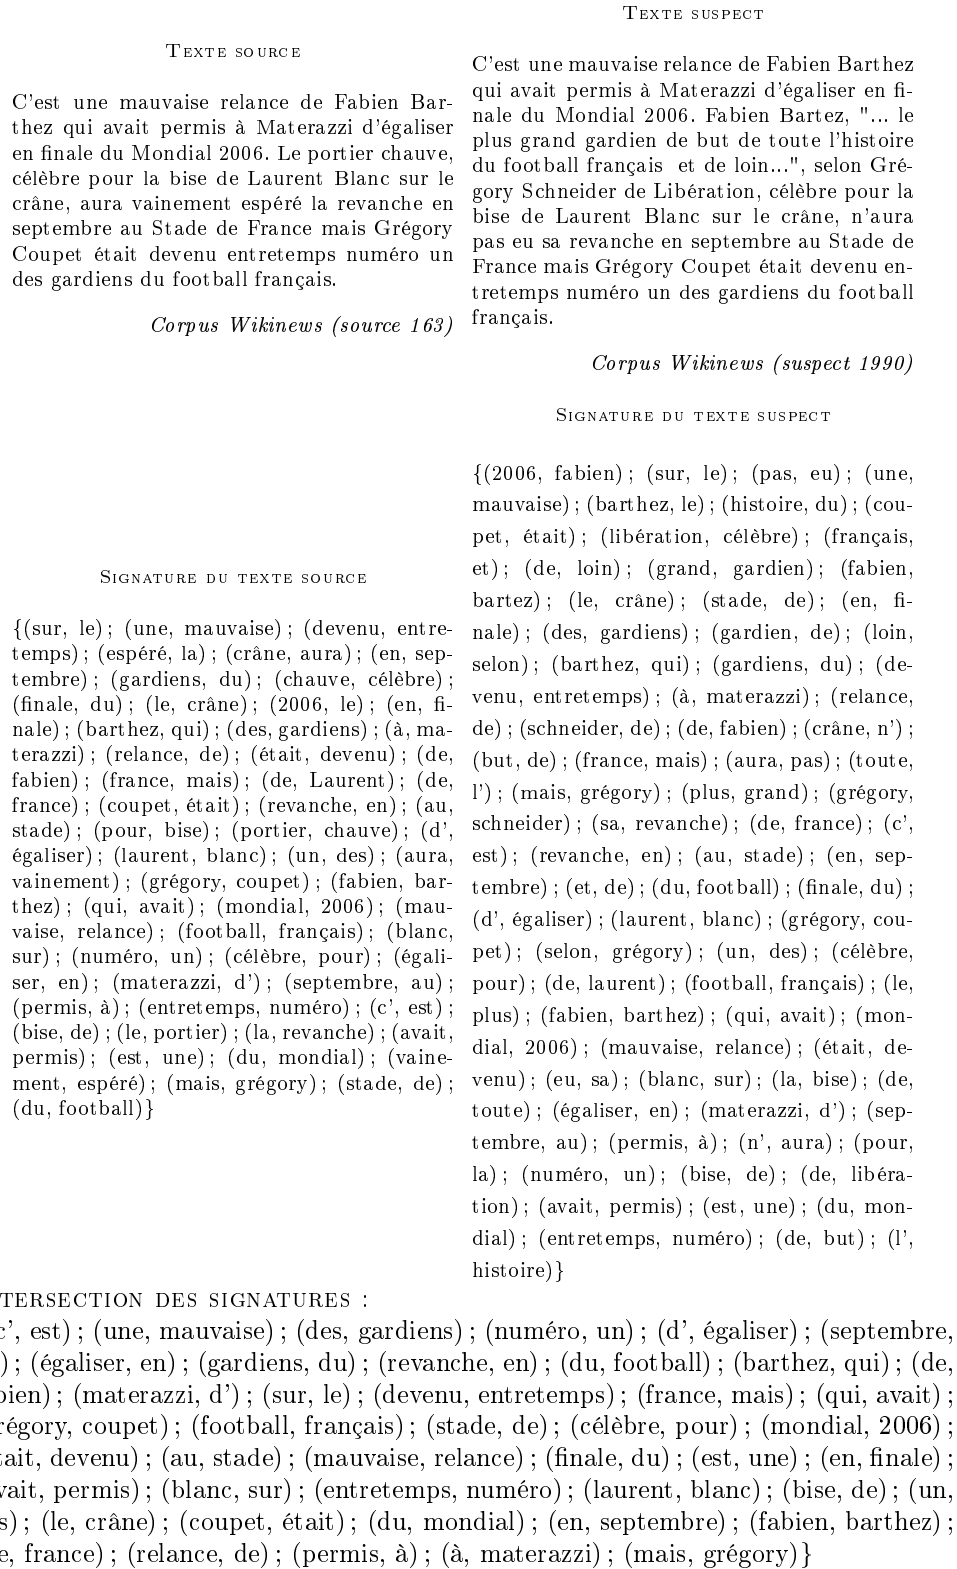 Texte source
C'est une mauvaise relance de Fabien Bar-
thez qui avait permis à Materazzi d'égaliser
en finale du Mondial 2006. Le portier chauve,
célèbre pour la bise de Laurent Blanc sur le
crâne, aura vainement espéré la revanche en
septembre au Stade de France mais Grégory
Coupet était devenu entretemps numéro un
des gardiens du football français.
Corpus Wikinews (source 163)
Texte suspect
C'est une mauvaise relance de Fabien Barthez
qui avait permis à Materazzi d'égaliser en fi-
nale du Mondial 2006. Fabien Bartez, "... le
plus grand gardien de but de toute l'histoire
du football français et de loin...", selon Gré-
gory Schneider de Libération, célèbre pour la
bise de Laurent Blanc sur le crâne, n'aura
pas eu sa revanche en septembre au Stade de
France mais Grégory Coupet était devenu en-
tretemps numéro un des gardiens du football
français.
Corpus Wikinews (suspect 1990)
Signature du texte source
{(sur, le) ; (une, mauvaise) ; (devenu, entre-
temps) ; (espéré, la) ; (crâne, aura) ; (en, sep-
tembre) ; (gardiens, du) ; (chauve, célèbre) ;
(finale, du) ; (le, crâne) ; (2006, le) ; (en, fi-
nale) ; (barthez, qui) ; (des, gardiens) ; (à, ma-
terazzi) ; (relance, de) ; (était, devenu) ; (de,
fabien) ; (france, mais) ; (de, Laurent) ; (de,
france) ; (coupet, était) ; (revanche, en) ; (au,
stade) ; (pour, bise) ; (portier, chauve) ; (d',
égaliser) ; (laurent, blanc) ; (un, des) ; (aura,
vainement) ; (grégory, coupet) ; (fabien, bar-
thez) ; (qui, avait) ; (mondial, 2006) ; (mau-
vaise, relance) ; (football, français) ; (blanc,
sur) ; (numéro, un) ; (célèbre, pour) ; (égali-
ser, en) ; (materazzi, d') ; (septembre, au) ;
(permis, à) ; (entretemps, numéro) ; (c', est) ;
(bise, de) ; (le, portier) ; (la, revanche) ; (avait,
permis) ; (est, une) ; (du, mondial) ; (vaine-
ment, espéré) ; (mais, grégory) ; (stade, de) ;
(du, football)}
Signature du texte suspect
{(2006, fabien) ; (sur, le) ; (pas, eu) ; (une,
mauvaise) ; (barthez, le) ; (histoire, du) ; (cou-
pet, était) ; (libération, célèbre) ; (français,
et) ; (de, loin) ; (grand, gardien) ; (fabien,
bartez) ; (le, crâne) ; (stade, de) ; (en, fi-
nale) ; (des, gardiens) ; (gardien, de) ; (loin,
selon) ; (barthez, qui) ; (gardiens, du) ; (de-
venu, entretemps) ; (à, materazzi) ; (relance,
de) ; (schneider, de) ; (de, fabien) ; (crâne, n') ;
(but, de) ; (france, mais) ; (aura, pas) ; (toute,
l') ; (mais, grégory) ; (plus, grand) ; (grégory,
schneider) ; (sa, revanche) ; (de, france) ; (c',
est) ; (revanche, en) ; (au, stade) ; (en, sep-
tembre) ; (et, de) ; (du, football) ; (finale, du) ;
(d', égaliser) ; (laurent, blanc) ; (grégory, cou-
pet) ; (selon, grégory) ; (un, des) ; (célèbre,
pour) ; (de, laurent) ; (football, français) ; (le,
plus) ; (fabien, barthez) ; (qui, avait) ; (mon-
dial, 2006) ; (mauvaise, relance) ; (était, de-
venu) ; (eu, sa) ; (blanc, sur) ; (la, bise) ; (de,
toute) ; (égaliser, en) ; (materazzi, d') ; (sep-
tembre, au) ; (permis, à) ; (n', aura) ; (pour,
la) ; (numéro, un) ; (bise, de) ; (de, libéra-
tion) ; (avait, permis) ; (est, une) ; (du, mon-
dial) ; (entretemps, numéro) ; (de, but) ; (l',
histoire)}
TERSECTION DES SIGNATURES :
c', est) ; (une, mauvaise) ; (des, gardiens) ; (numéro, un) ; (d', égaliser) ; (septembre,
) ; (égaliser, en) ; (gardiens, du) ; (revanche, en) ; (du, football) ; (barthez, qui) ; (de,
bien) ; (materazzi, d') ; (sur, le) ; (devenu, entretemps) ; (france, mais) ; (qui, avait) ;
régory, coupet) ; (football, français) ; (stade, de) ; (célèbre, pour) ; (mondial, 2006) ;
tait, devenu) ; (au, stade) ; (mauvaise, relance) ; (finale, du) ; (est, une) ; (en, finale) ;
vait, permis) ; (blanc, sur) ; (entretemps, numéro) ; (laurent, blanc) ; (bise, de) ; (un,
s) ; (le, crâne) ; (coupet, était) ; (du, mondial) ; (en, septembre) ; (fabien, barthez) ;
e, france) ; (relance, de) ; (permis, à) ; (à, materazzi) ; (mais, grégory)}